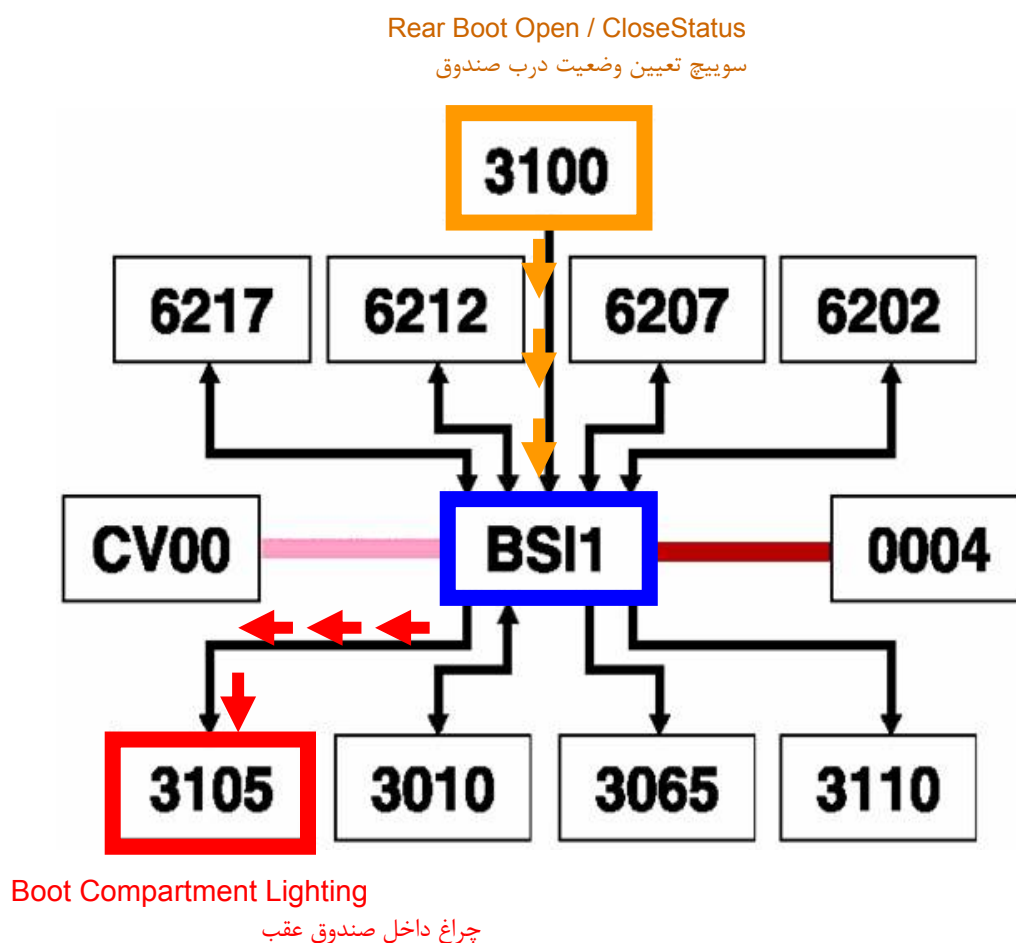 Rear Boot Open / CloseStatus
سوییچ تعیین وضعیت درب صندوق
3100
6217
6212
6207
6202
CV00
BSI1
0004
3105
3010
3065
3110
Boot Compartment Lighting
چراغ داخل صندوق عقب